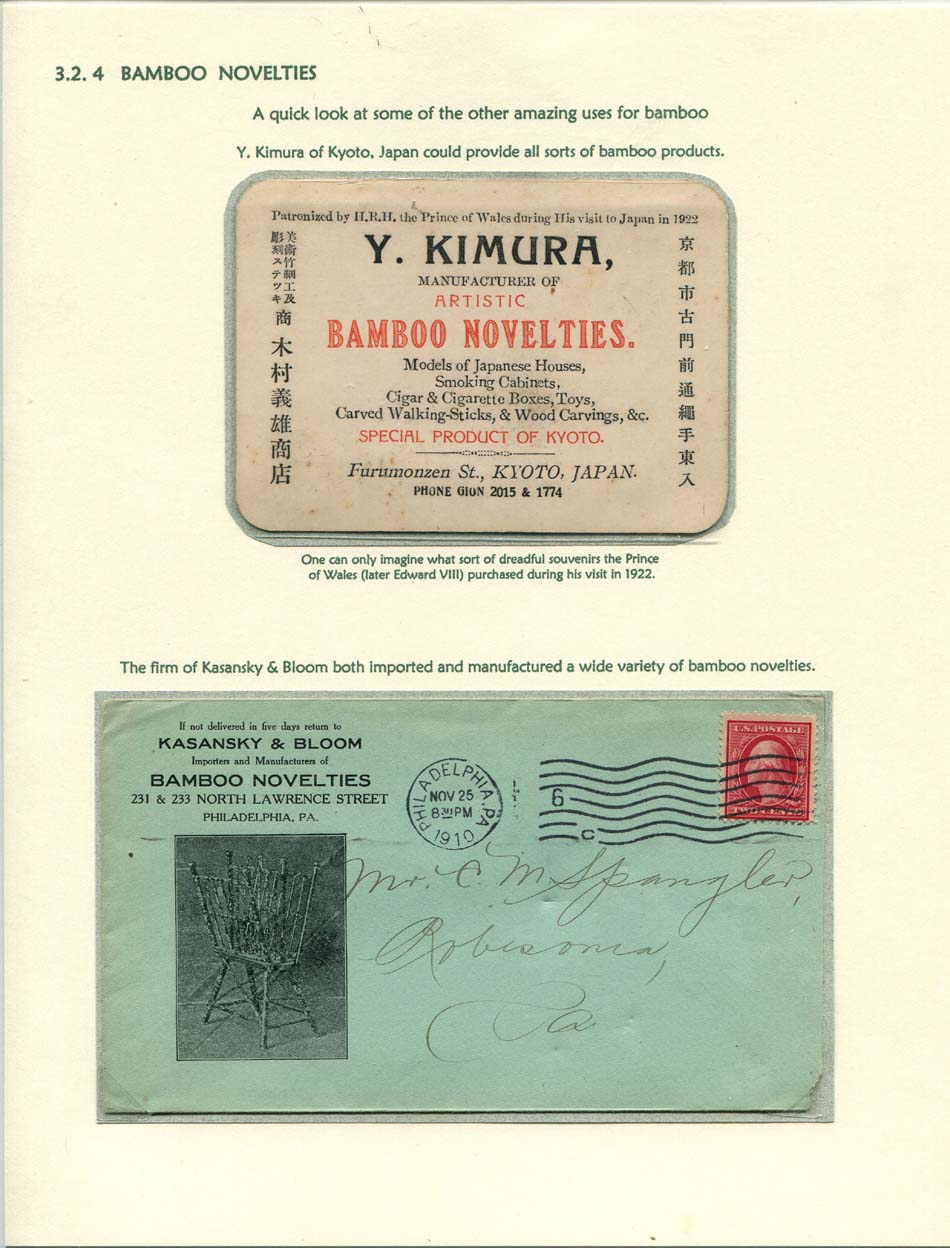 3.2.4 BAMBOO NOVELTIES
A quick look at some of the other amazing uses for bamboo
Y. Kimura of Kyoto, Japan could provide all sorts of bamboo products.
Patronized by H.R.H. the Prince of Wales during His visit to Japan in 1922
美術竹細工及
彫刻ステツキ
商
木村義雄商店
Y. KIMURA,
MANUFACTURER OF
ARTISTIC
BAMBOO NOVELTIES.
Models of Japanese Houses,
Smoking Cabinets,
Cigar & Cigarette Boxes, Toys,
Carved Walking-Sticks, & Wood Carvings, &c.
SPECIAL PRODUCT OF KYOTO.
Furumonzen St., KYOTO, JAPAN.
PHONE GION 2015 & 1774
京都市古門前通繩手東入
One can only imagine what sort of dreadful souvenirs the Prince
of Wales (later Edward VIII) purchased during his visit in 1922.
The firm of Kasansky & Bloom both imported and manufactured a wide variety of bamboo novelties.
If not delivered in five days return to
KASANSKY & BLOOM
Importers and Manufacturers of
BAMBOO NOVELTIES
231 & 233 NORTH LAWRENCE STREET
PHILADELPHIA, PA.
PHILADELPHIA, PA
NOV 25
8 30 PM
1910
6
C
U.S. POSTAGE
TWO CENTS
Mr. C. M. Spangler,
Robesonia,
Pa